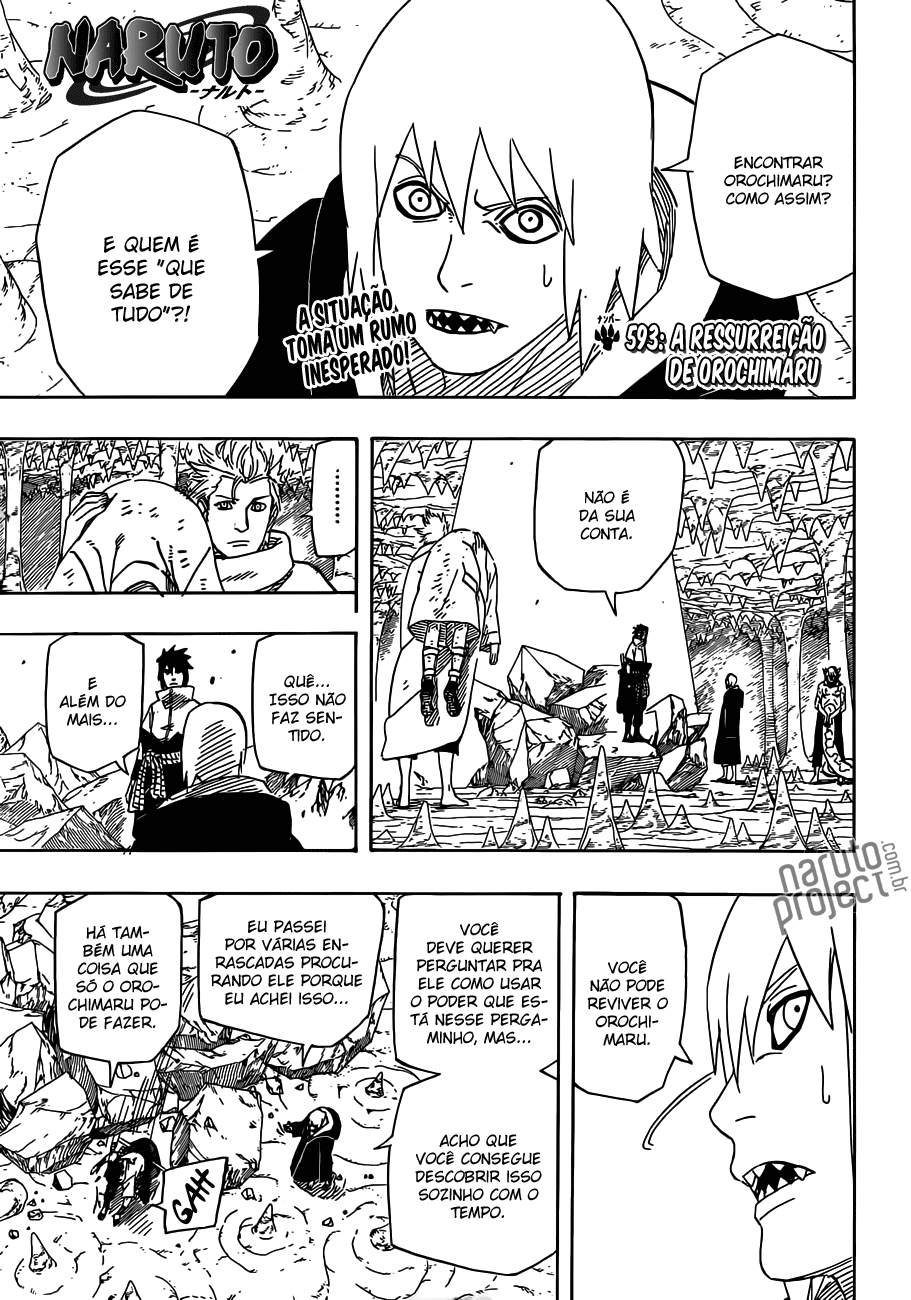 NARUTO
-ナルト-
ENCONTRAR
OROCHIMARU?
COMO ASSIM?
E QUEM É
ESSE "QUE
SABE DE
TUDO"?!
A SITUAÇÃO
TOMA UM RUMO
INESPERADO!
ナンバー
593: A RESSURREIÇÃO
DE OROCHIMARU
NÃO É
DA SUA
CONTA.
.........
QUÊ...
ISSO NÃO
FAZ SEN-
TIDO.
E
ALÉM DO
MAIS...
naruto
project
.com.br
VOCÊ
NÃO PODE
REVIVER O
OROCHI-
MARU.
VOCÊ
DEVE QUERER
PERGUNTAR PRA
ELE COMO USAR
O PODER QUE ES-
TÁ NESSE PERGA-
MINHO, MAS...
ACHO QUE
VOCÊ CONSEGUE
DESCOBRIR ISSO
SOZINHO COM O
TEMPO.
EU PASSEI
POR VÁRIAS EN-
RASCADAS PROCU-
RANDO ELE PORQUE
EU ACHEI ISSO...
HÁ TAM-
BÉM UMA
COISA QUE
SÓ O ORO-
CHIMARU PO-
DE FAZER.
GAH